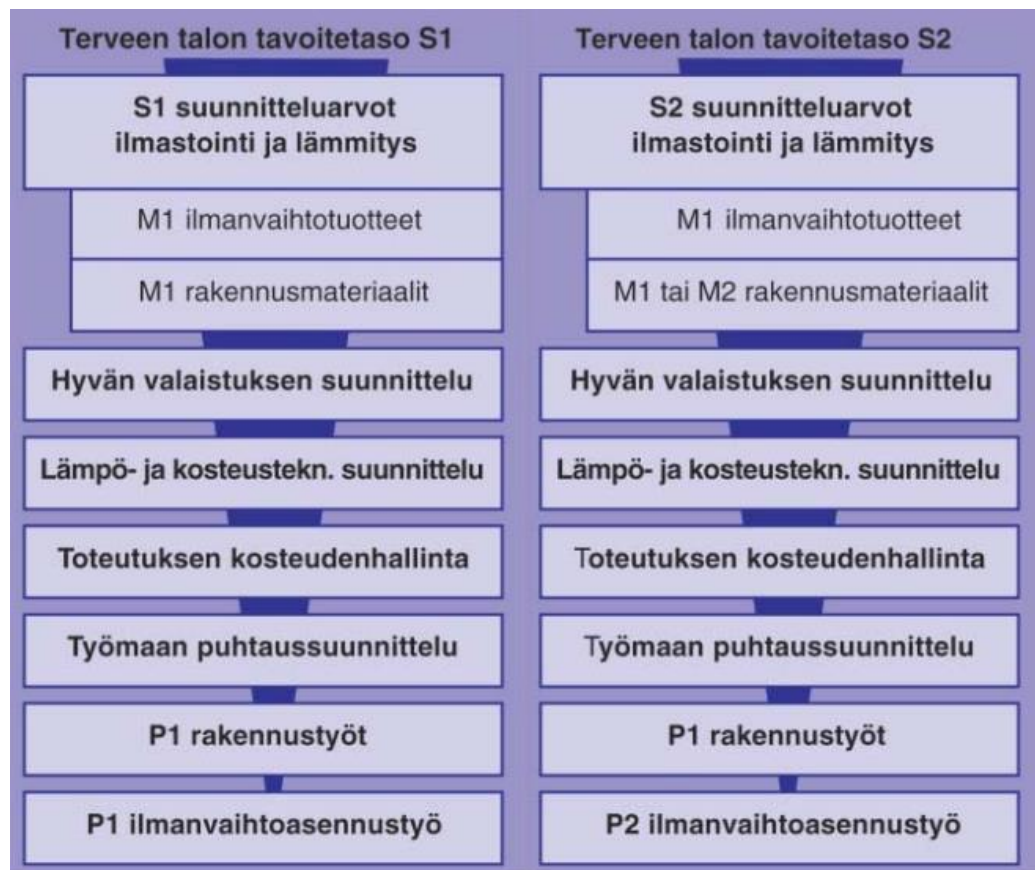 Terveen talon tavoitetaso S1
S1 suunnitteluarvot
ilmastointi ja lämmitys
M1 ilmanvaihtotuotteet
M1 rakennusmateriaalit
Hyvän valaistuksen suunnittelu
Lämpö- ja kosteustekn. suunnittelu
Toteutuksen kosteudenhallinta
Työmaan puhtaussuunnittelu
P1 rakennustyöt
P1 ilmanvaihtoasennustyö
Terveen talon tavoitetaso S2
S2 suunnitteluarvot
ilmastointi ja lämmitys
M1 ilmanvaihtotuotteet
M1 tai M2 rakennusmateriaalit
Hyvän valaistuksen suunnittelu
Lämpö- ja kosteustekn. suunnittelu
Toteutuksen kosteudenhallinta
Työmaan puhtaussuunnittelu
P1 rakennustyöt
P2 ilmanvaihtoasennustyö